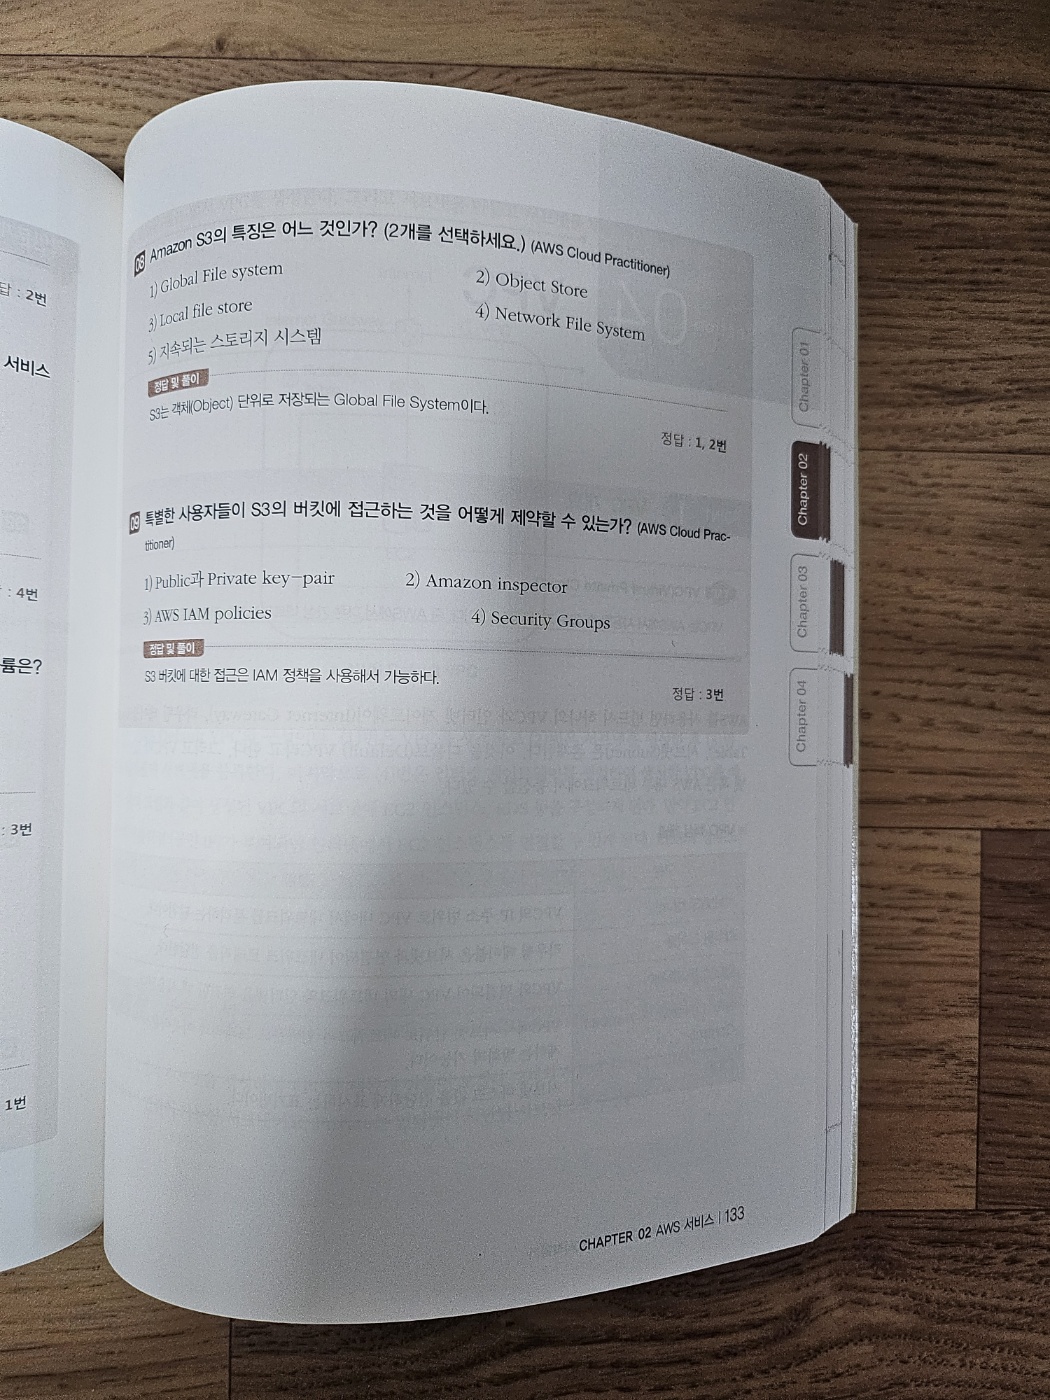 답 : 2번
서비스
: 4번
륨은?
: 3번
1번
08 Amazon S3의 특징은 어느 것인가? (2개를 선택하세요.) (AWS Cloud Practitioner)
1) Global File system 2) Object Store
3) Local file store 4) Network File System
5) 지속되는 스토리지 시스템
정답 및 풀이
S3는 객체(Object) 단위로 저장되는 Global File System이다.
정답 : 1, 2번
09 특별한 사용자들이 S3의 버킷에 접근하는 것을 어떻게 제약할 수 있는가? (AWS Cloud Prac-
titioner)
1) Public과 Private key-pair 2) Amazon inspector
3) AWS IAM policies 4) Security Groups
정답 및 풀이
S3 버킷에 대한 접근은 IAM 정책을 사용해서 가능하다.
정답 : 3번
Chapter 01
Chapter 02
Chapter 03
Chapter 04
CHAPTER 02 AWS 서비스 | 133